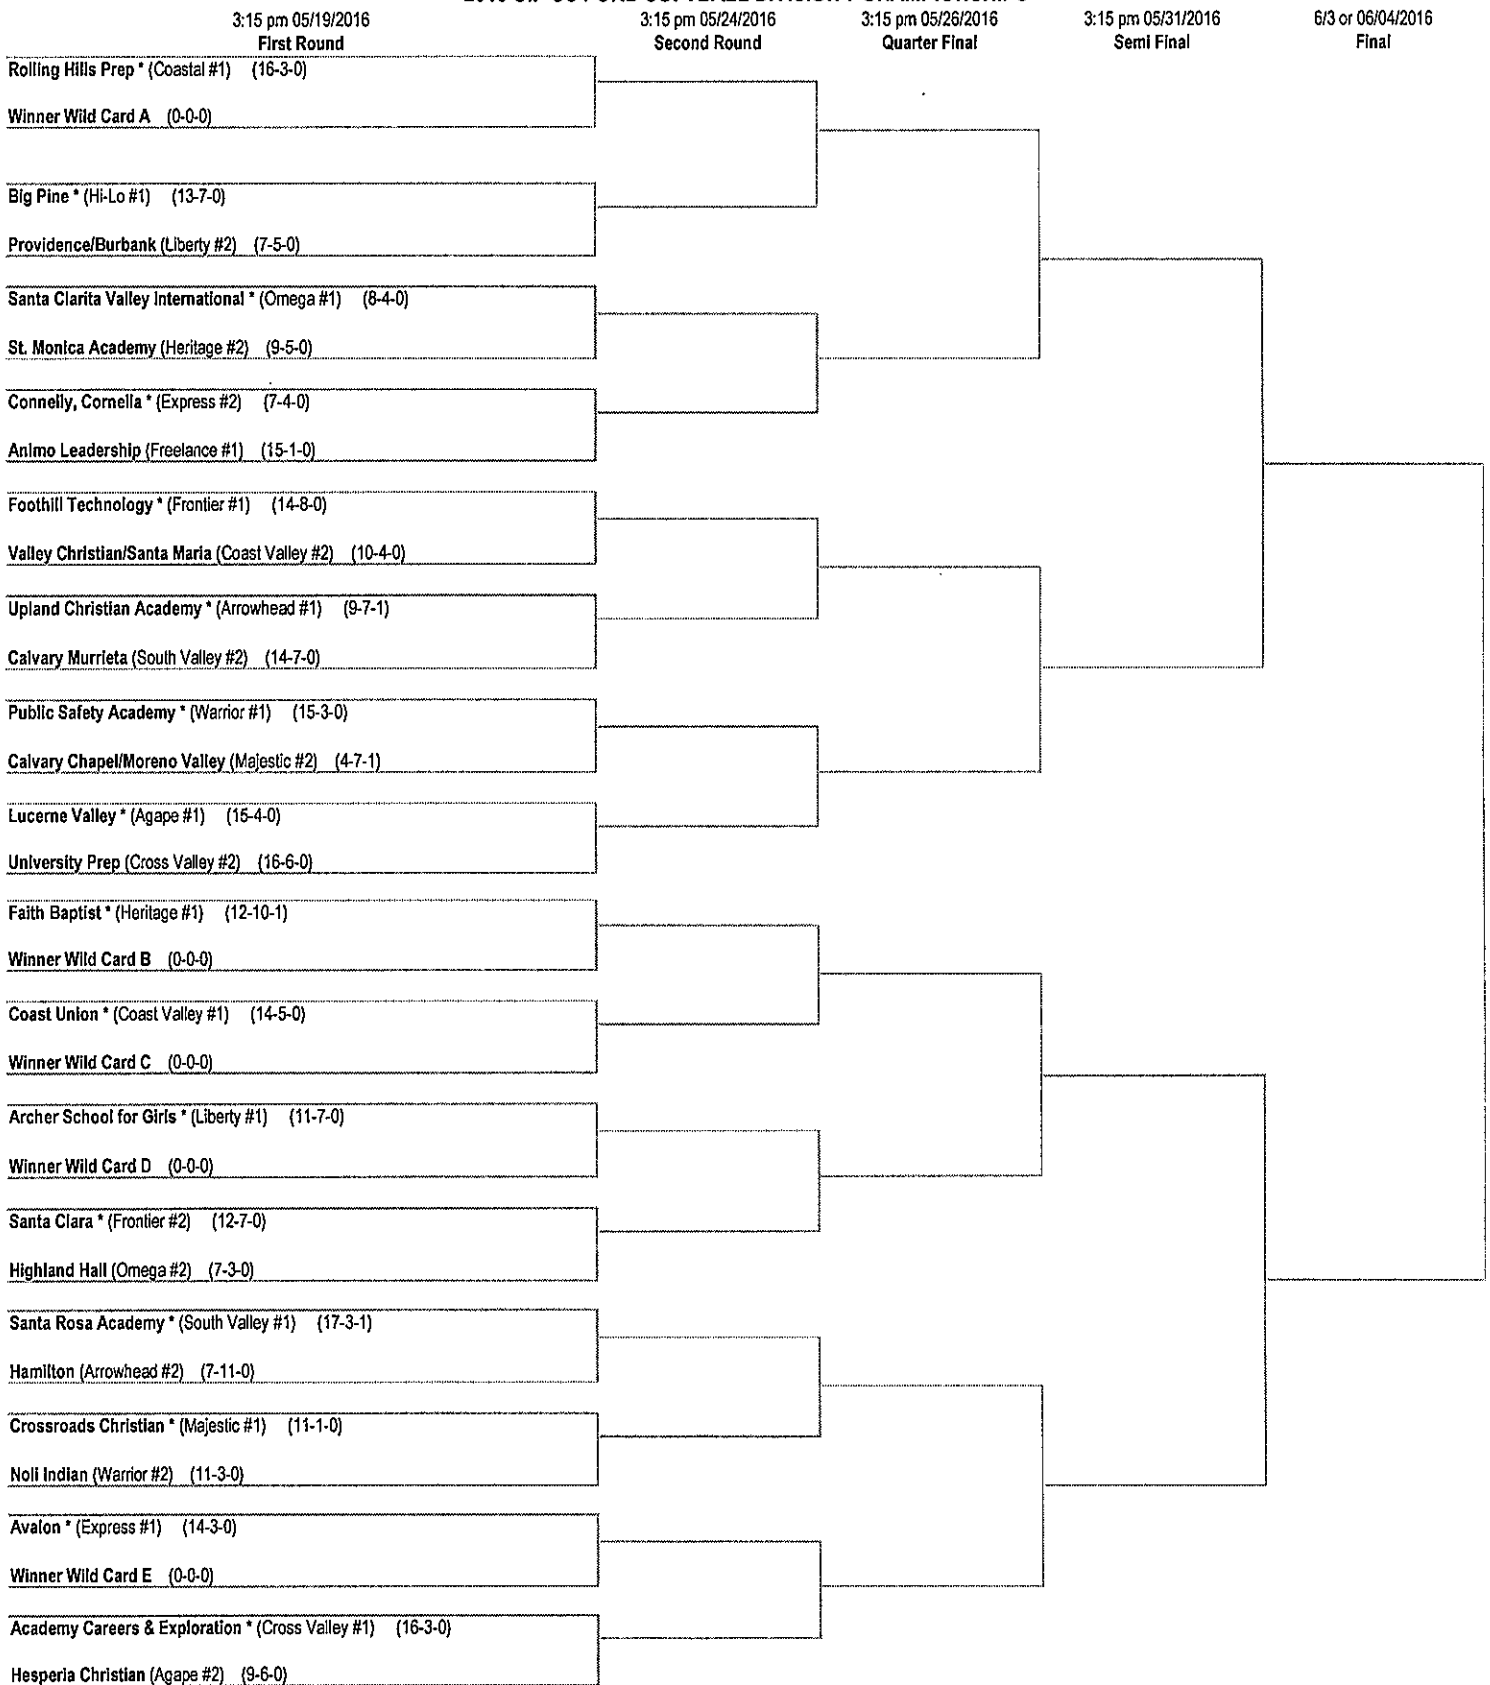 3:15 pm 05/19/2016 3:15 pm 05/24/2016 3:15 pm 05/26/2016 3:15 pm 05/31/2016 6/3 or 06/04/2016
First Round Second Round Quarter Final Semi Final Final
Rolling Hills Prep * (Coastal #1) (16-3-0)
Winner Wild Card A (0-0-0)
Big Pine * (Hi-Lo #1) (13-7-0)
Providence/Burbank (Liberty #2) (7-5-0)
Santa Clarita Valley International * (Omega #1) (8-4-0)
St. Monica Academy (Heritage #2) (9-5-0)
Connelly, Cornelia * (Express #2) (7-4-0)
Animo Leadership (Freelance #1) (15-1-0)
Foothill Technology * (Frontier #1) (14-8-0)
Valley Christian/Santa Maria (Coast Valley #2) (10-4-0)
Upland Christian Academy * (Arrowhead #1) (9-7-1)
Calvary Murrieta (South Valley #2) (14-7-0)
Public Safety Academy * (Warrior #1) (15-3-0)
Calvary Chapel/Moreno Valley (Majestic #2) (4-7-1)
Lucerne Valley * (Agape #1) (15-4-0)
University Prep (Cross Valley #2) (16-6-0)
Faith Baptist * (Heritage #1) (12-10-1)
Winner Wild Card B (0-0-0)
Coast Union * (Coast Valley #1) (14-5-0)
Winner Wild Card C (0-0-0)
Archer School for Girls * (Liberty #1) (11-7-0)
Winner Wild Card D (0-0-0)
Santa Clara * (Frontier #2) (12-7-0)
Highland Hall (Omega #2) (7-3-0)
Santa Rosa Academy * (South Valley #1) (17-3-1)
Hamilton (Arrowhead #2) (7-11-0)
Crossroads Christian * (Majestic #1) (11-1-0)
Noli Indian (Warrior #2) (11-3-0)
Avalon * (Express #1) (14-3-0)
Winner Wild Card E (0-0-0)
Academy Careers & Exploration * (Cross Valley #1) (16-3-0)
Hesperia Christian (Agape #2) (9-6-0)